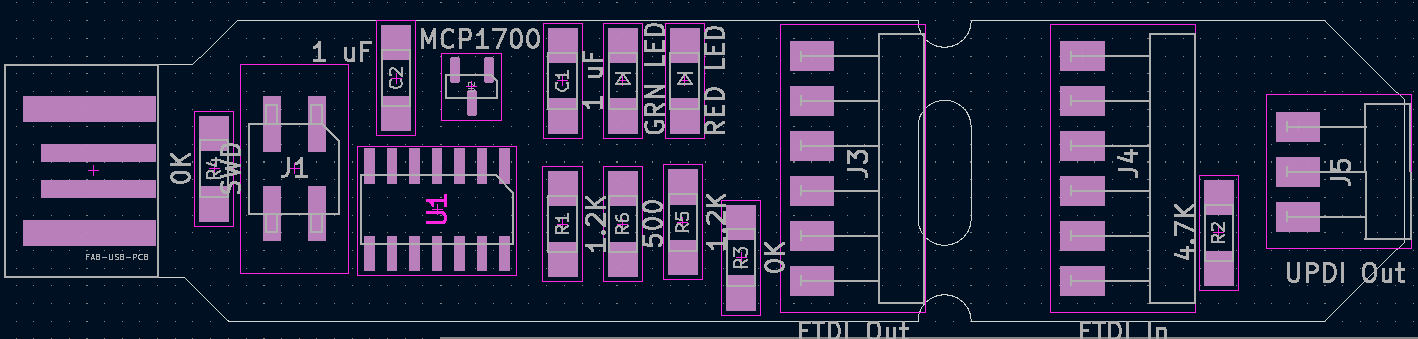 1 uF
MCP1700
C2
U2
C1
1 uF
GRN LED
RED LED
0K
R4
SWD
J1
U1
FAB-USB-PCB
R1
1.2K
R6
500
R5
1.2K
R3
0K
J3
FTDI Out
J4
FTDI In
4.7K
R2
J5
UPDI Out